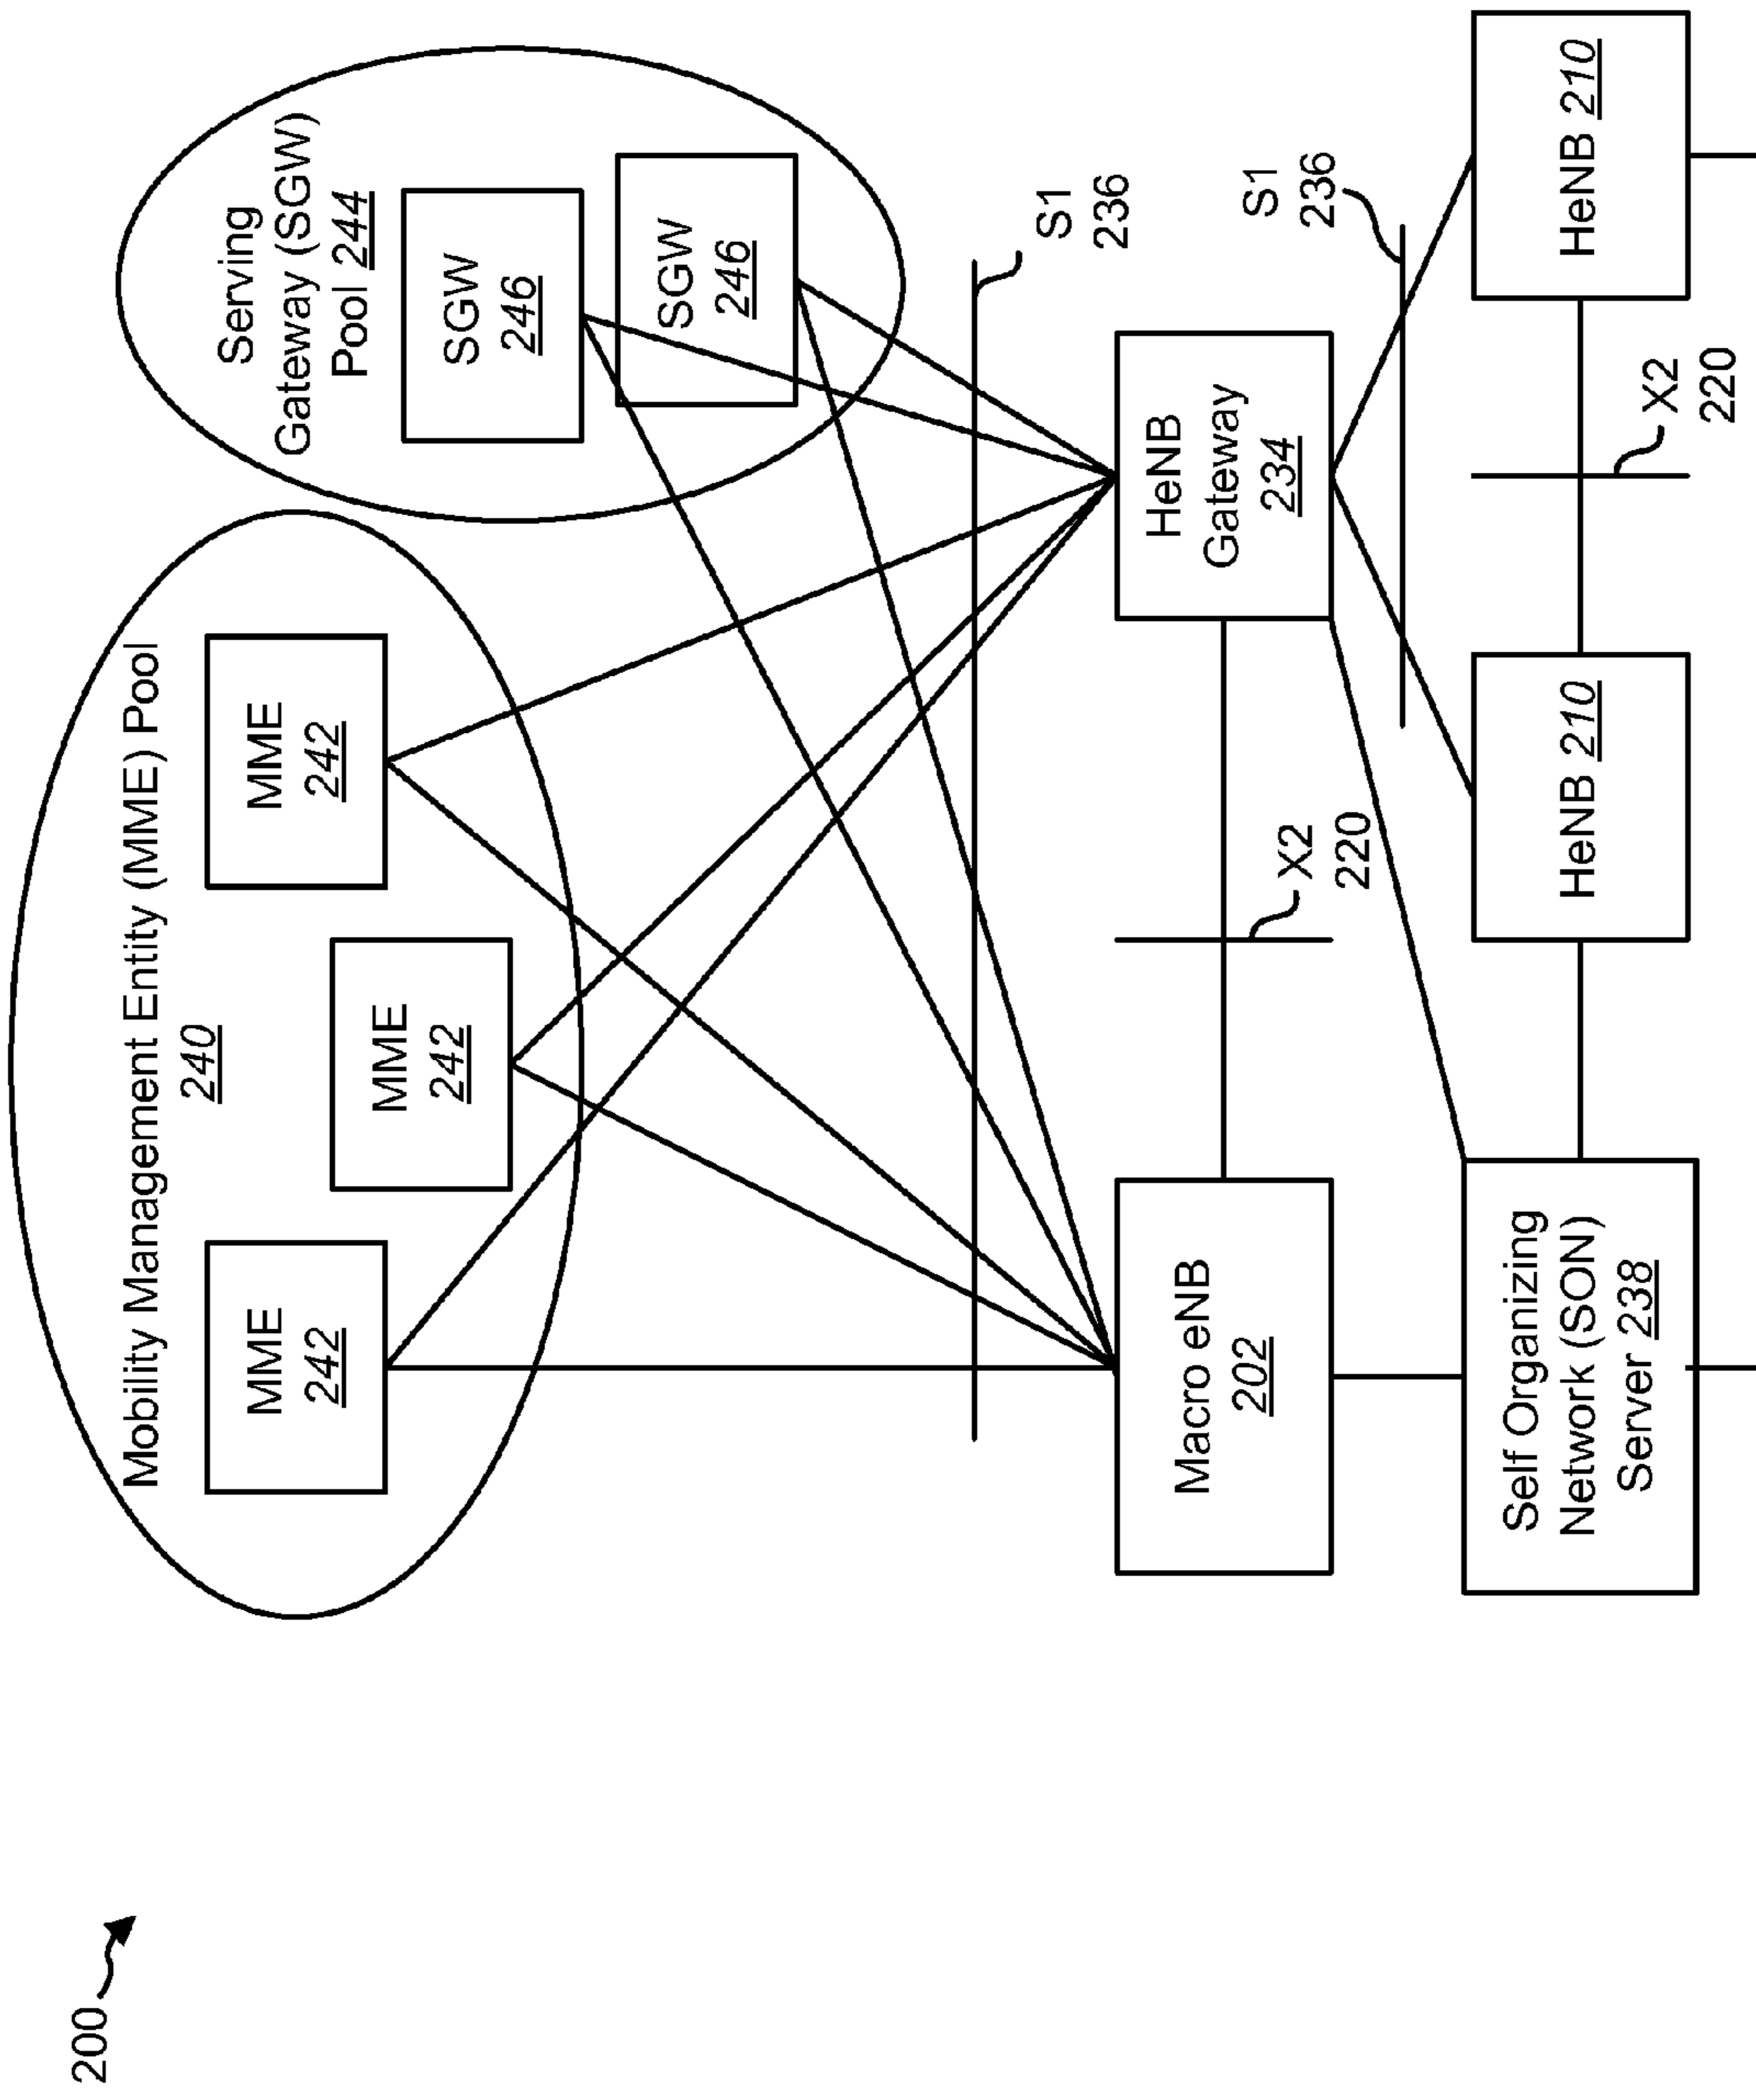 200
Mobility Management Entity (MME) Pool
240
MME
242
MME
242
MME
242
Serving
Gateway (SGW)
Pool 244
SGW
246
SGW
246
S1
236
Macro eNB
202
X2
220
HeNB
Gateway
234
S1
236
Self Organizing
Network (SON)
Server 238
HeNB 210
X2
220
HeNB 210